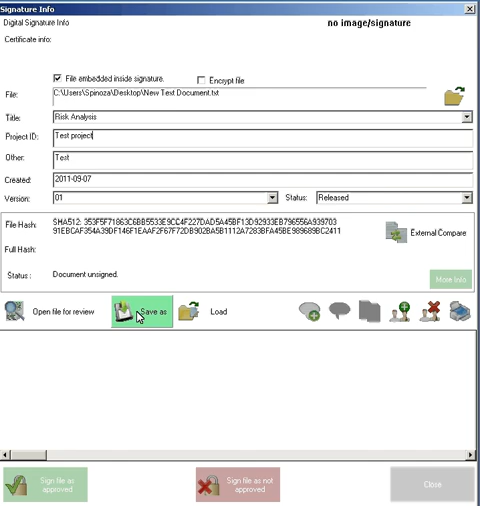 Signature Info
Digital Signature Info
no image/signature
Certificate info:
File embedded inside signature.
Encrypt file
File:
C:\Users\Spinoza\Desktop\New Test Document.txt
Title:
Risk Analysis
Project ID:
Test project
Other:
Test
Created:
2011-09-07
Version:
01
Status:
Released
File Hash:
SHA512: 353F5F71863C6BB5533E9CC4F227DAD5A45BF13D92933EB796556A939703
91EBCAF354A39DF146F1EAAF2F67F72DB902BA5B1112A7283BFA45BE989689BC2411
External Compare
Full Hash:
Status :
Document unsigned.
More Info
Open file for review
Save as
Load
Sign file as
approved
Sign file as not
approved
Close